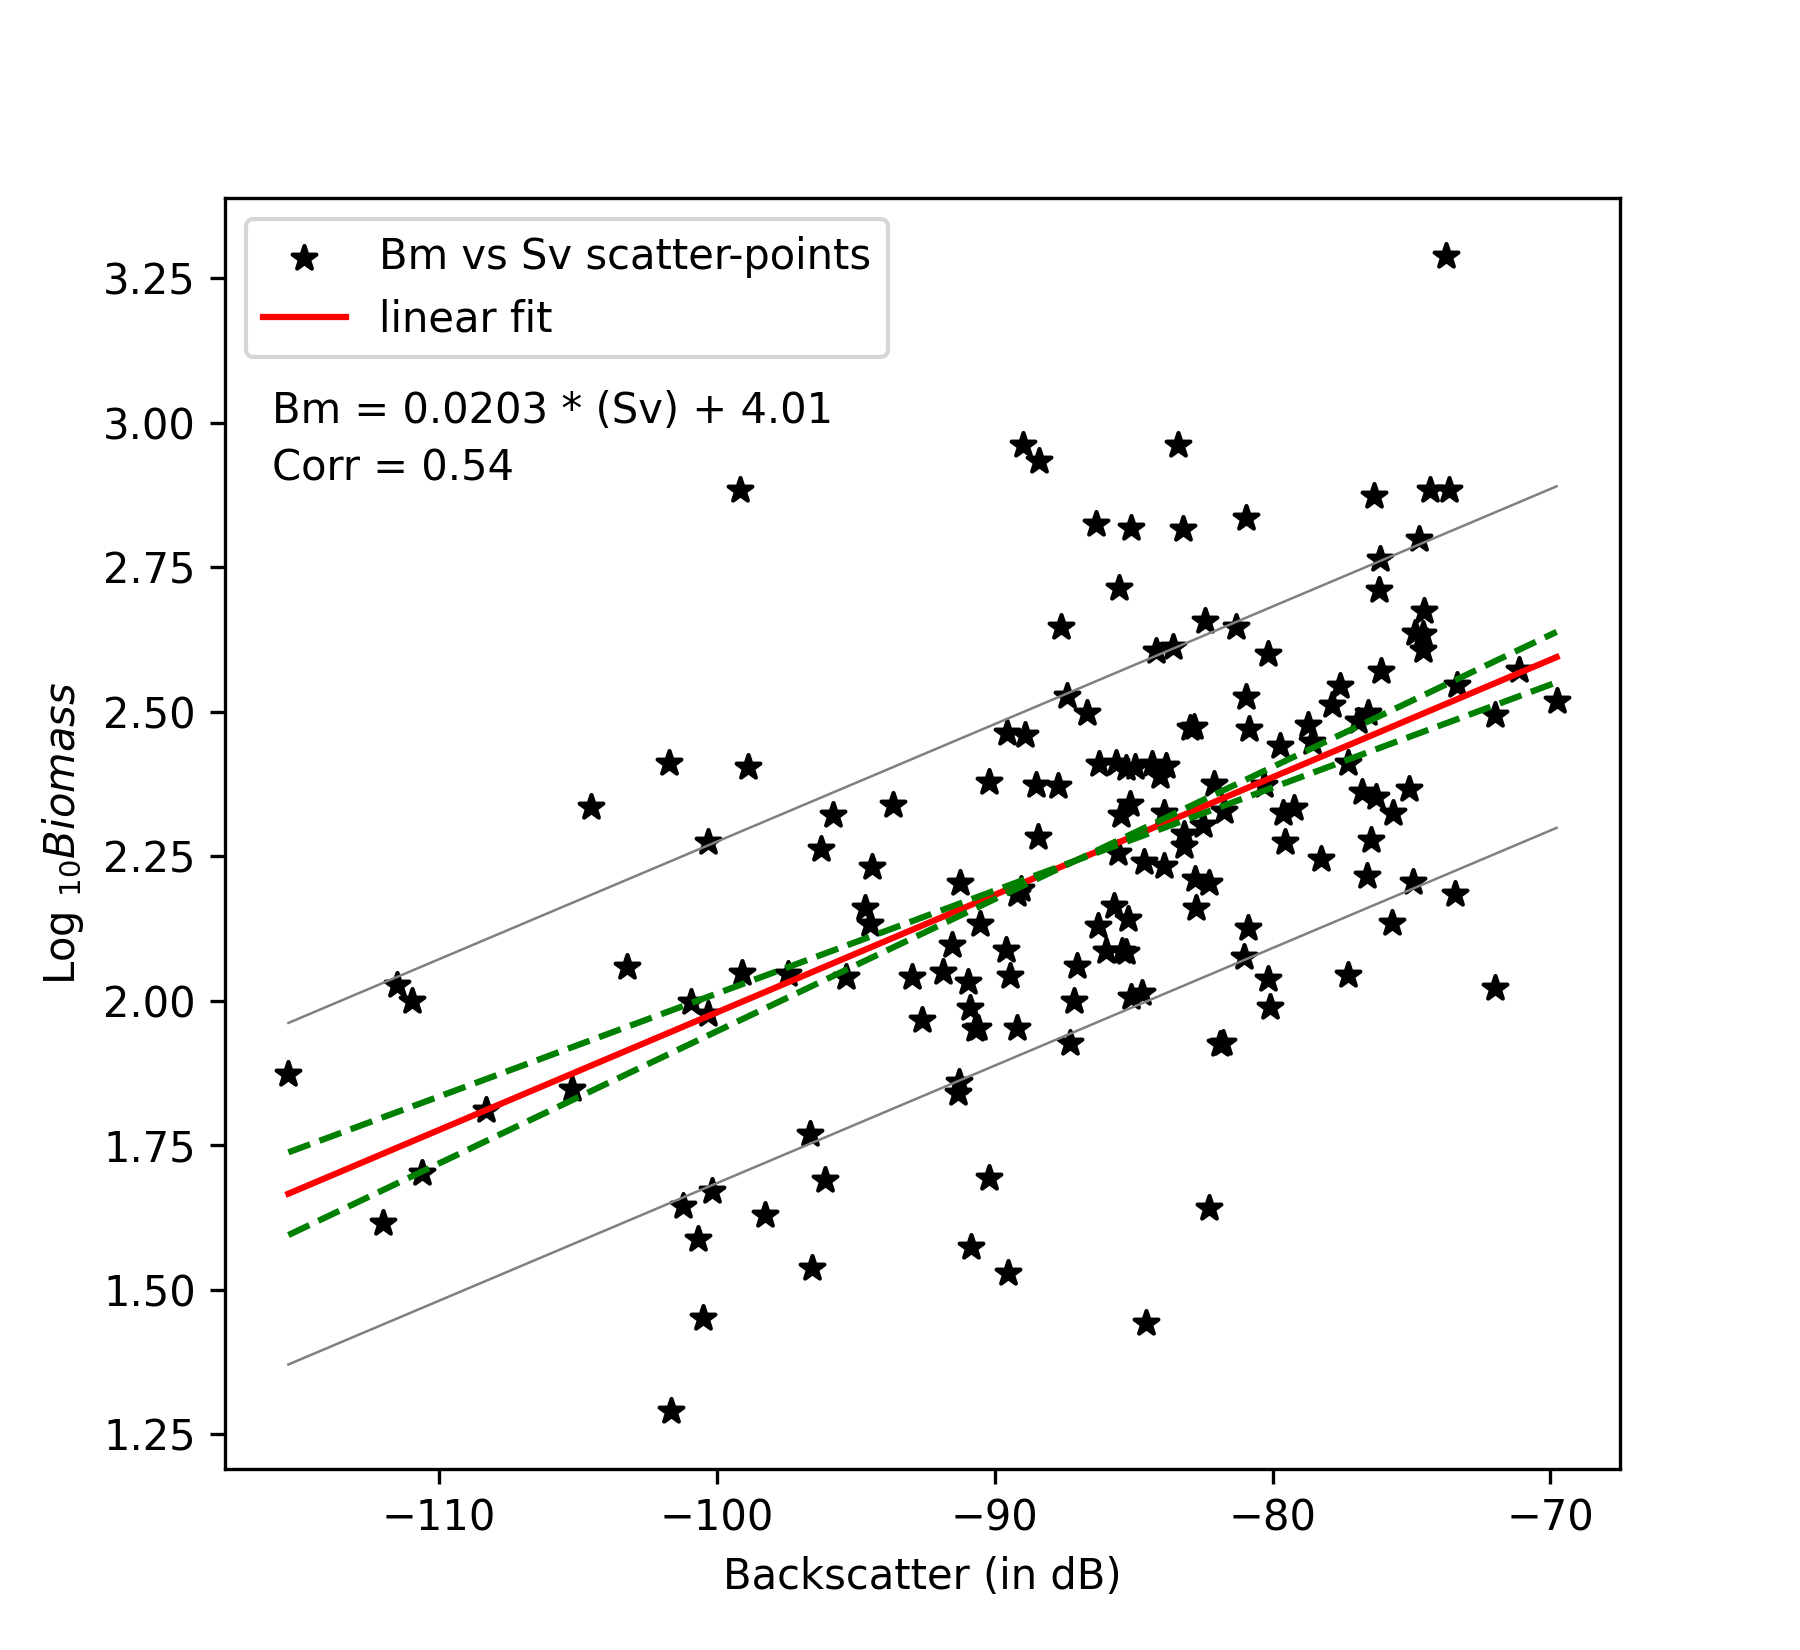 Bm vs Sv scatter-points
linear fit
Bm = 0.0203 * (Sv) + 4.01
Corr = 0.54
3.25
3.00
2.75
2.50
2.25
2.00
1.75
1.50
1.25
Log 10Biomass
−110 −100 −90 −80 −70
Backscatter (in dB)